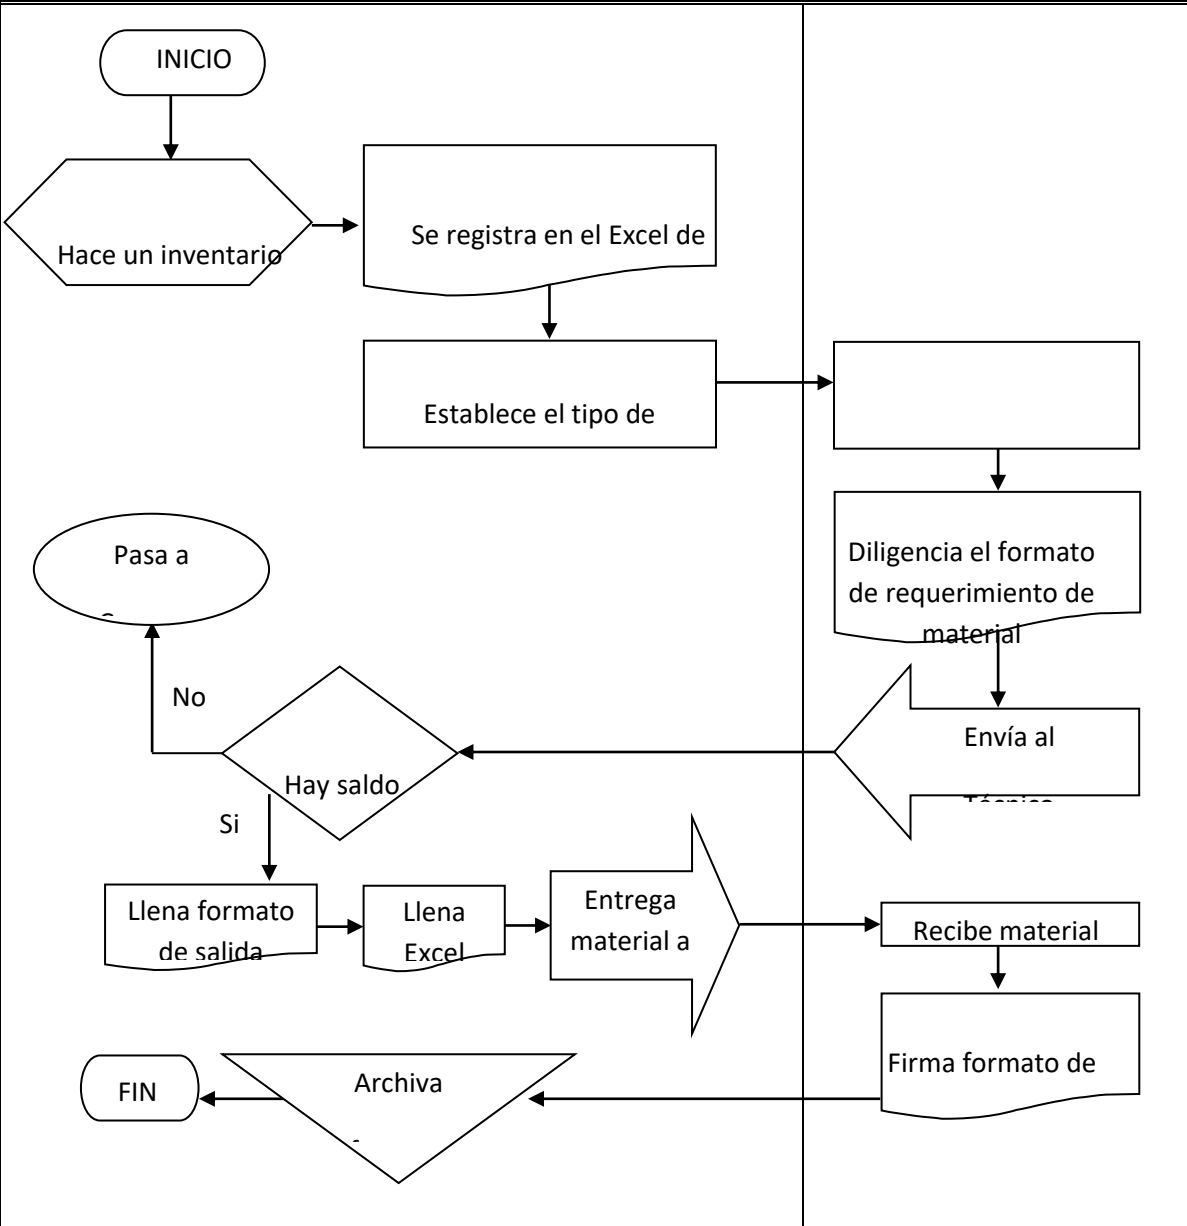 INICIO
Hace un inventario
Se registra en el Excel de
Establece el tipo de
Diligencia el formato
de requerimiento de
material
Pasa a
No
Envía al
Hay saldo
Si
Llena formato
de salida
Llena
Excel
Entrega
material a
Recibe material
Firma formato de
Archiva
FIN